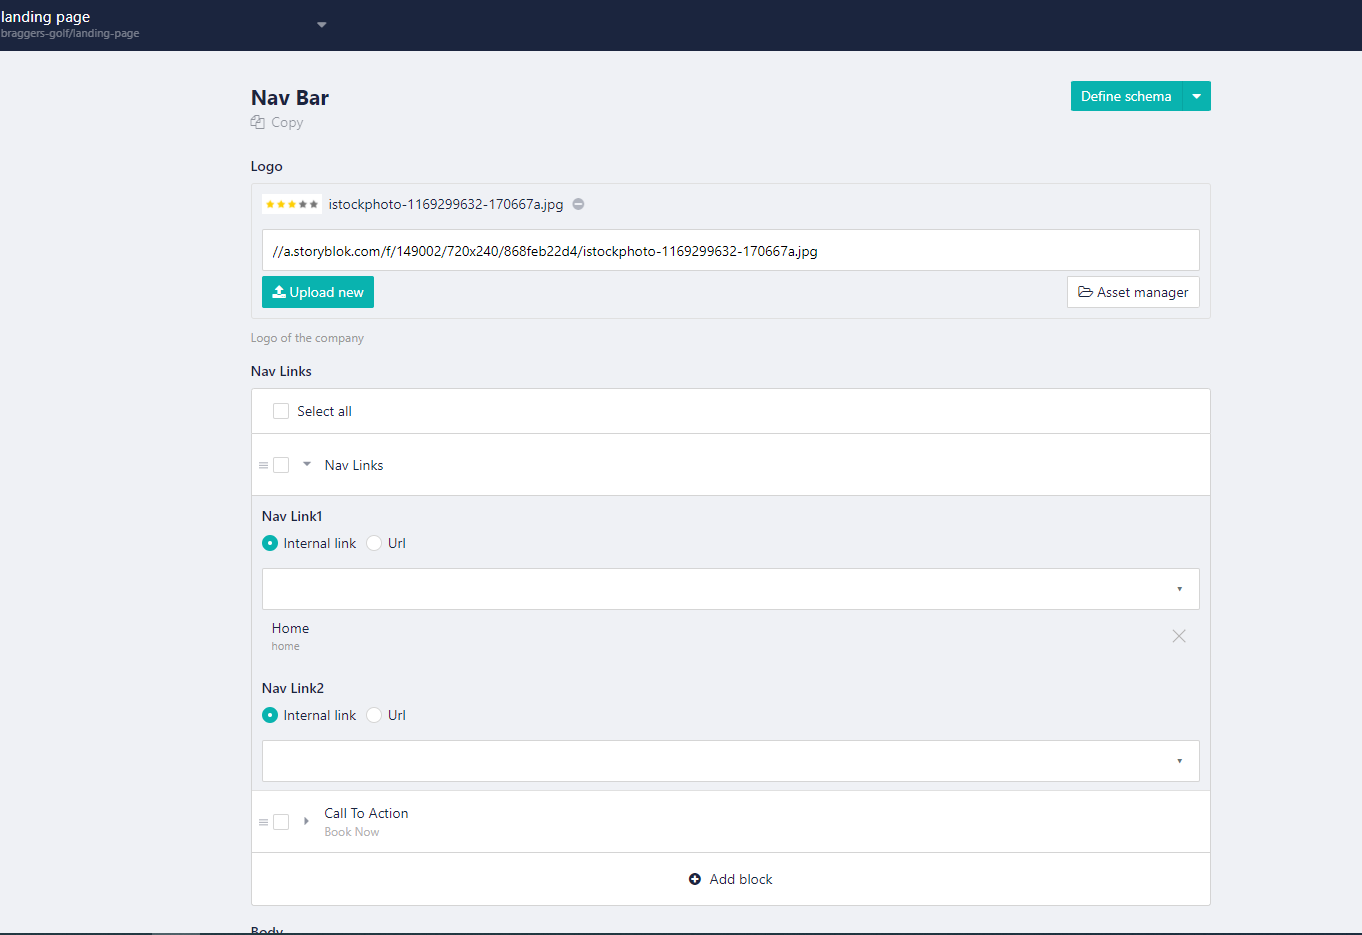 landing page
braggers-golf/landing-page
Nav Bar
Define schema
Copy
Logo
istockphoto-1169299632-170667a.jpg
//a.storyblok.com/f/149002/720x240/868feb22d4/istockphoto-1169299632-170667a.jpg
Upload new
Asset manager
Logo of the company
Nav Links
Select all
Nav Links
Nav Link1
Internal link Url
Home
home
Nav Link2
Internal link Url
Call To Action
Book Now
Add block
Body